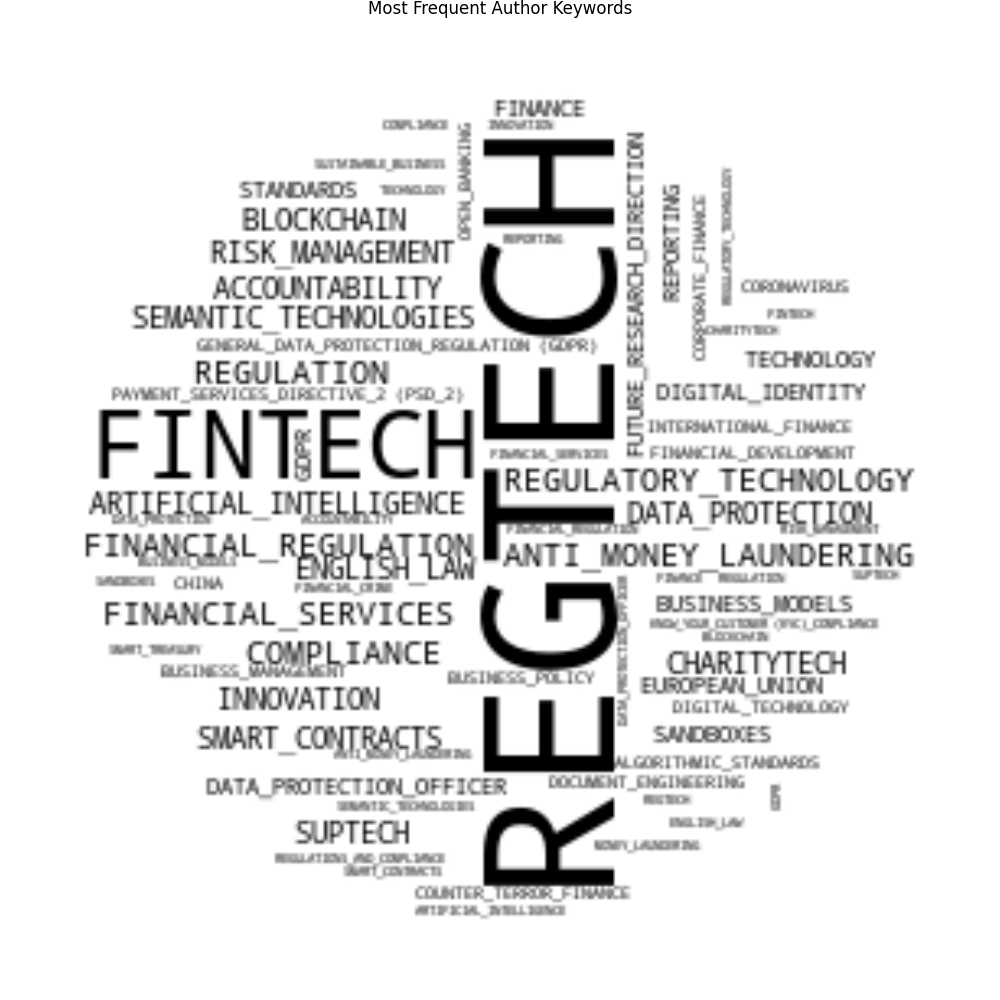 Most Frequent Author Keywords
FINANCE
COMPLIANCE
INNOVATION
OPEN_BANKING
FUTURE_RESEARCH_DIRECTION
REGTECH
SUSTAINABLE_BUSINESS
STANDARDS
TECHNOLOGY
REPORTING
CORPORATE_FINANCE
REGULATORY_TECHNOLOGY
BLOCKCHAIN
REPORTING
RISK_MANAGEMENT
ACCOUNTABILITY
CORONAVIRUS
SEMANTIC_TECHNOLOGIES
FINTECH
CHARITYTECH
GENERAL_DATA_PROTECTION_REGULATION (GDPR)
TECHNOLOGY
REGULATION
PAYMENT_SERVICES_DIRECTIVE_2 (PSD_2)
DIGITAL_IDENTITY
FINTECH
GDPR
INTERNATIONAL_FINANCE
FINANCIAL_SERVICES
FINANCIAL_DEVELOPMENT
REGULATORY_TECHNOLOGY
ARTIFICIAL_INTELLIGENCE
DATA_PROTECTION
DATA_PROTECTION
ACCOUNTABILITY
FINANCIAL_REGULATION
RISK_MANAGEMENT
FINANCIAL_REGULATION
ANTI_MONEY_LAUNDERING
BUSINESS_MODELS
ENGLISH_LAW
SANDBOXES
CHINA
FINANCIAL_CRIME
FINANCE
REGULATION
SUPTECH
FINANCIAL_SERVICES
BUSINESS_MODELS
KNOW_YOUR_CUSTOMER (KYC)_COMPLIANCE
BLOCKCHAIN
DATA_PROTECTION_OFFICER
SMART_TREASURY
COMPLIANCE
CHARITYTECH
BUSINESS_MANAGEMENT
BUSINESS_POLICY
EUROPEAN_UNION
INNOVATION
DIGITAL_TECHNOLOGY
SMART_CONTRACTS
SANDBOXES
ANTI_MONEY_LAUNDERING
ALGORITHMIC_STANDARDS
DATA_PROTECTION_OFFICER
DOCUMENT_ENGINEERING
SEMANTIC_TECHNOLOGIES
REGTECH
GDPR
SUPTECH
ENGLISH_LAW
MONEY_LAUNDERING
REGULATIONS_AND_COMPLIANCE
SMART_CONTRACTS
COUNTER_TERROR_FINANCE
ARTIFICIAL_INTELLIGENCE